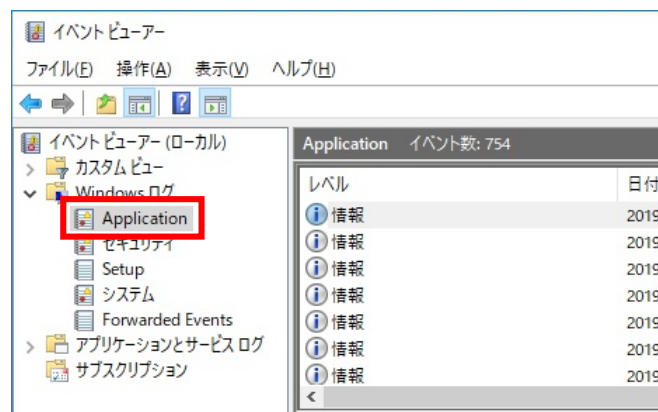 イベント ビューアー
ファイル(F) 操作(A) 表示(V) ヘルプ(H)
イベント ビューアー (ローカル)
カスタム ビュー
Windows ログ
Application
セキュリティ
Setup
システム
Forwarded Events
アプリケーションとサービス ログ
サブスクリプション
Application イベント数: 754
レベル 日付
情報 2019
情報 2019
情報 2019
情報 2019
情報 2019
情報 2019
情報 2019